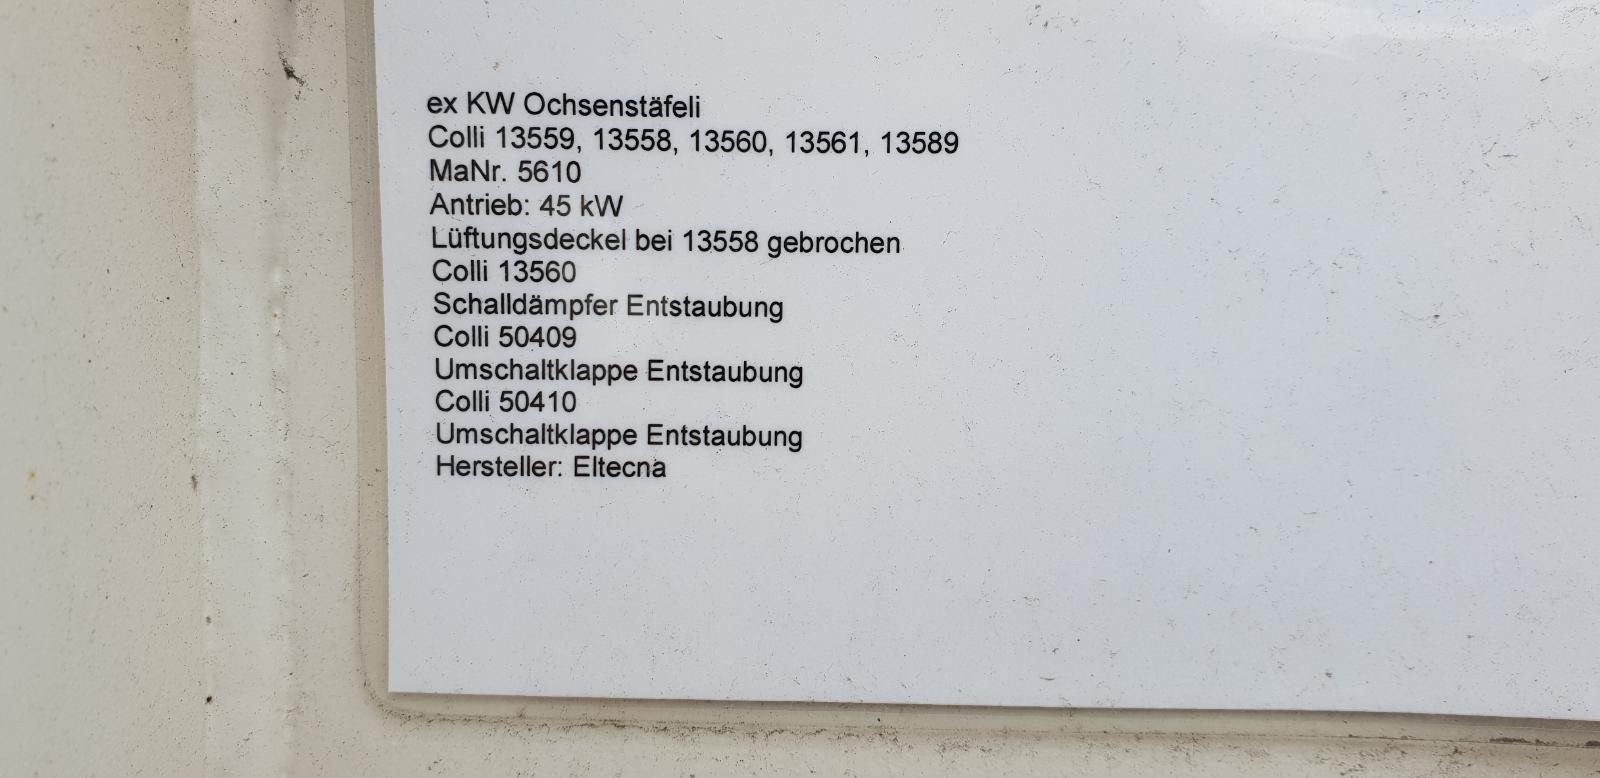 ex KW Ochsenstäfeli
Colli 13559, 13558, 13560, 13561, 13589
MaNr. 5610
Antrieb: 45 kW
Lüftungsdeckel bei 13558 gebrochen
Colli 13560
Schalldämpfer Entstaubung
Colli 50409
Umschaltklappe Entstaubung
Colli 50410
Umschaltklappe Entstaubung
Hersteller: Eltecna